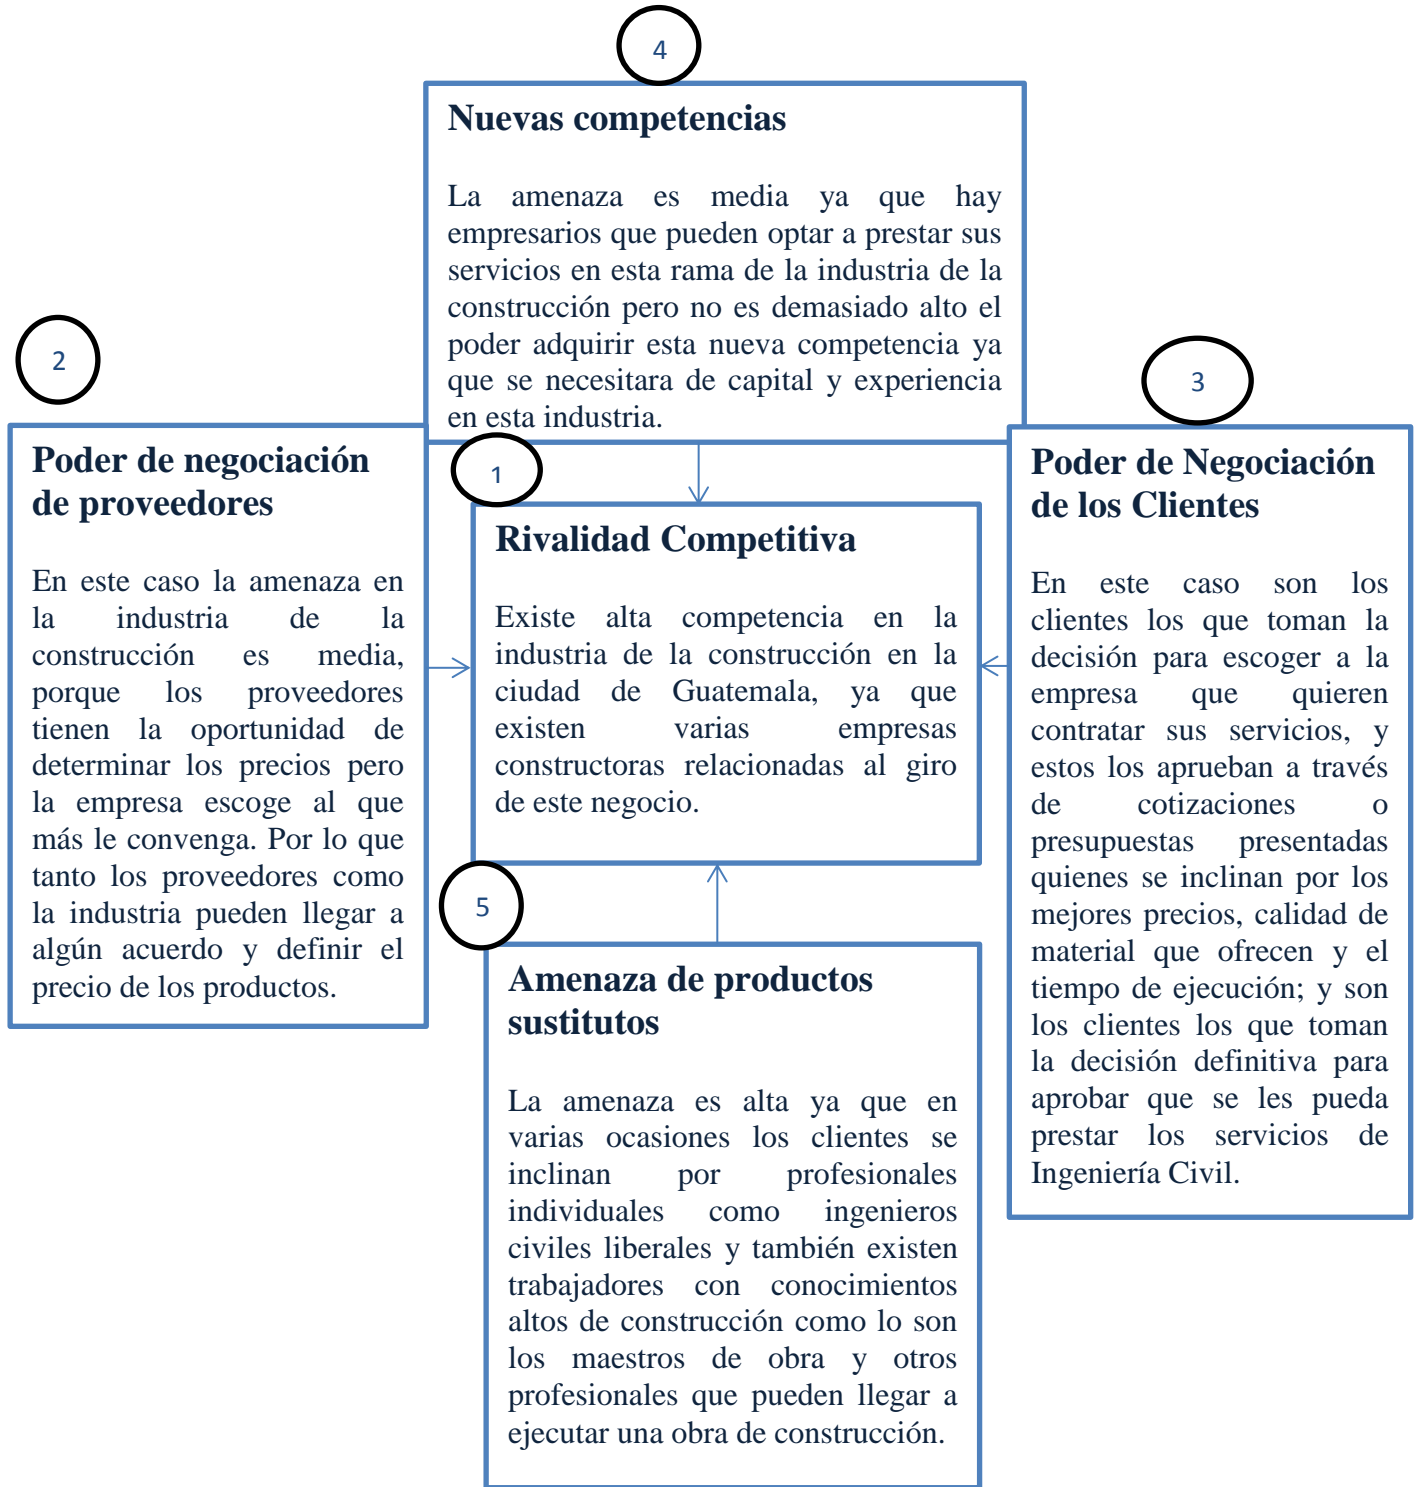 4
Nuevas competencias
La amenaza es media ya que hay
empresarios que pueden optar a prestar sus
servicios en esta rama de la industria de la
construcción pero no es demasiado alto el
poder adquirir esta nueva competencia ya
que se necesitara de capital y experiencia
en esta industria.
2
Poder de negociación
de proveedores
En este caso la amenaza en
la industria de la
construcción es media,
porque los proveedores
tienen la oportunidad de
determinar los precios pero
la empresa escoge al que
más le convenga. Por lo que
tanto los proveedores como
la industria pueden llegar a
algún acuerdo y definir el
precio de los productos.
1
Rivalidad Competitiva
Existe alta competencia en la
industria de la construcción en la
ciudad de Guatemala, ya que
existen varias empresas
constructoras relacionadas al giro
de este negocio.
3
Poder de Negociación
de los Clientes
En este caso son los
clientes los que toman la
decisión para escoger a la
empresa que quieren
contratar sus servicios, y
estos los aprueban a través
de cotizaciones o
presupuestas presentadas
quienes se inclinan por los
mejores precios, calidad de
material que ofrecen y el
tiempo de ejecución; y son
los clientes los que toman
la decisión definitiva para
aprobar que se les pueda
prestar los servicios de
Ingeniería Civil.
5
Amenaza de productos
sustitutos
La amenaza es alta ya que en
varias ocasiones los clientes se
inclinan por profesionales
individuales como ingenieros
civiles liberales y también existen
trabajadores con conocimientos
altos de construcción como lo son
los maestros de obra y otros
profesionales que pueden llegar a
ejecutar una obra de construcción.